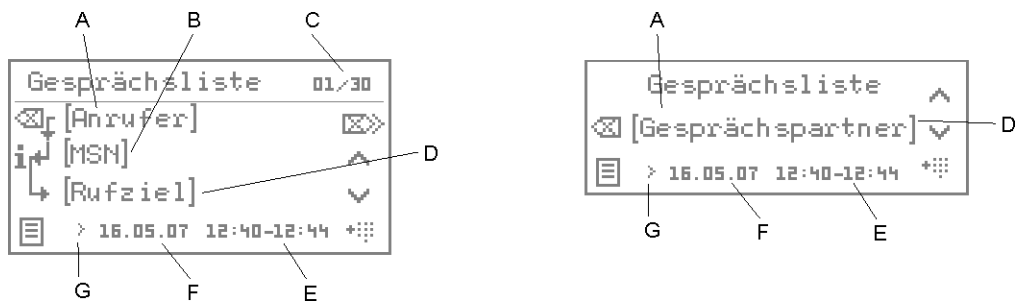 A B C
Gesprächsliste 01/30
[Anrufer]
i [MSN]
D
[Rufziel]
> 16.05.07 12:40-12:44 +
G F E
A
Gesprächsliste
[Gesprächspartner] D
> 16.05.07 12:40-12:44 +
G F E